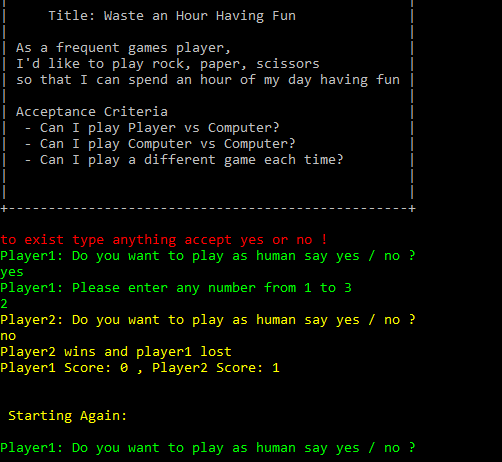 Title: Waste an Hour Having Fun
As a frequent games player,
I'd like to play rock, paper, scissors
so that I can spend an hour of my day having fun
Acceptance Criteria
- Can I play Player vs Computer?
- Can I play Computer vs Computer?
- Can I play a different game each time?
to exist type anything accept yes or no !
Player1: Do you want to play as human say yes / no ?
yes
Player1: Please enter any number from 1 to 3
2
Player2: Do you want to play as human say yes / no ?
no
Player2 wins and player1 lost
Player1 Score: 0 , Player2 Score: 1
Starting Again:
Player1: Do you want to play as human say yes / no ?